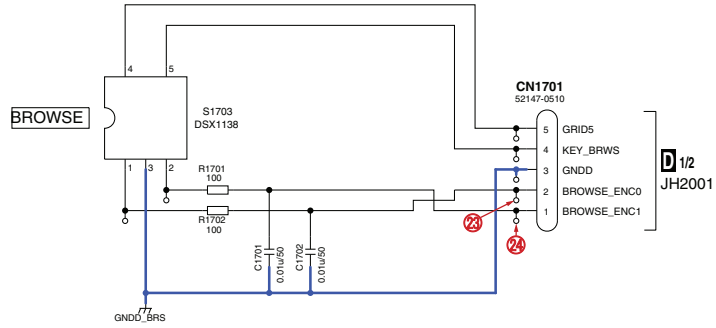 BROWSE
4
5
S1703
DSX1138
1
3
2
R1701
100
R1702
100
C1701
0.01u/50
C1702
0.01u/50
GNDD_BRS
CN1701
52147-0510
5 GRID5
4 KEY_BRWS
3 GNDD
2 BROWSE_ENC0
1 BROWSE_ENC1
23
24
D 1/2
JH2001